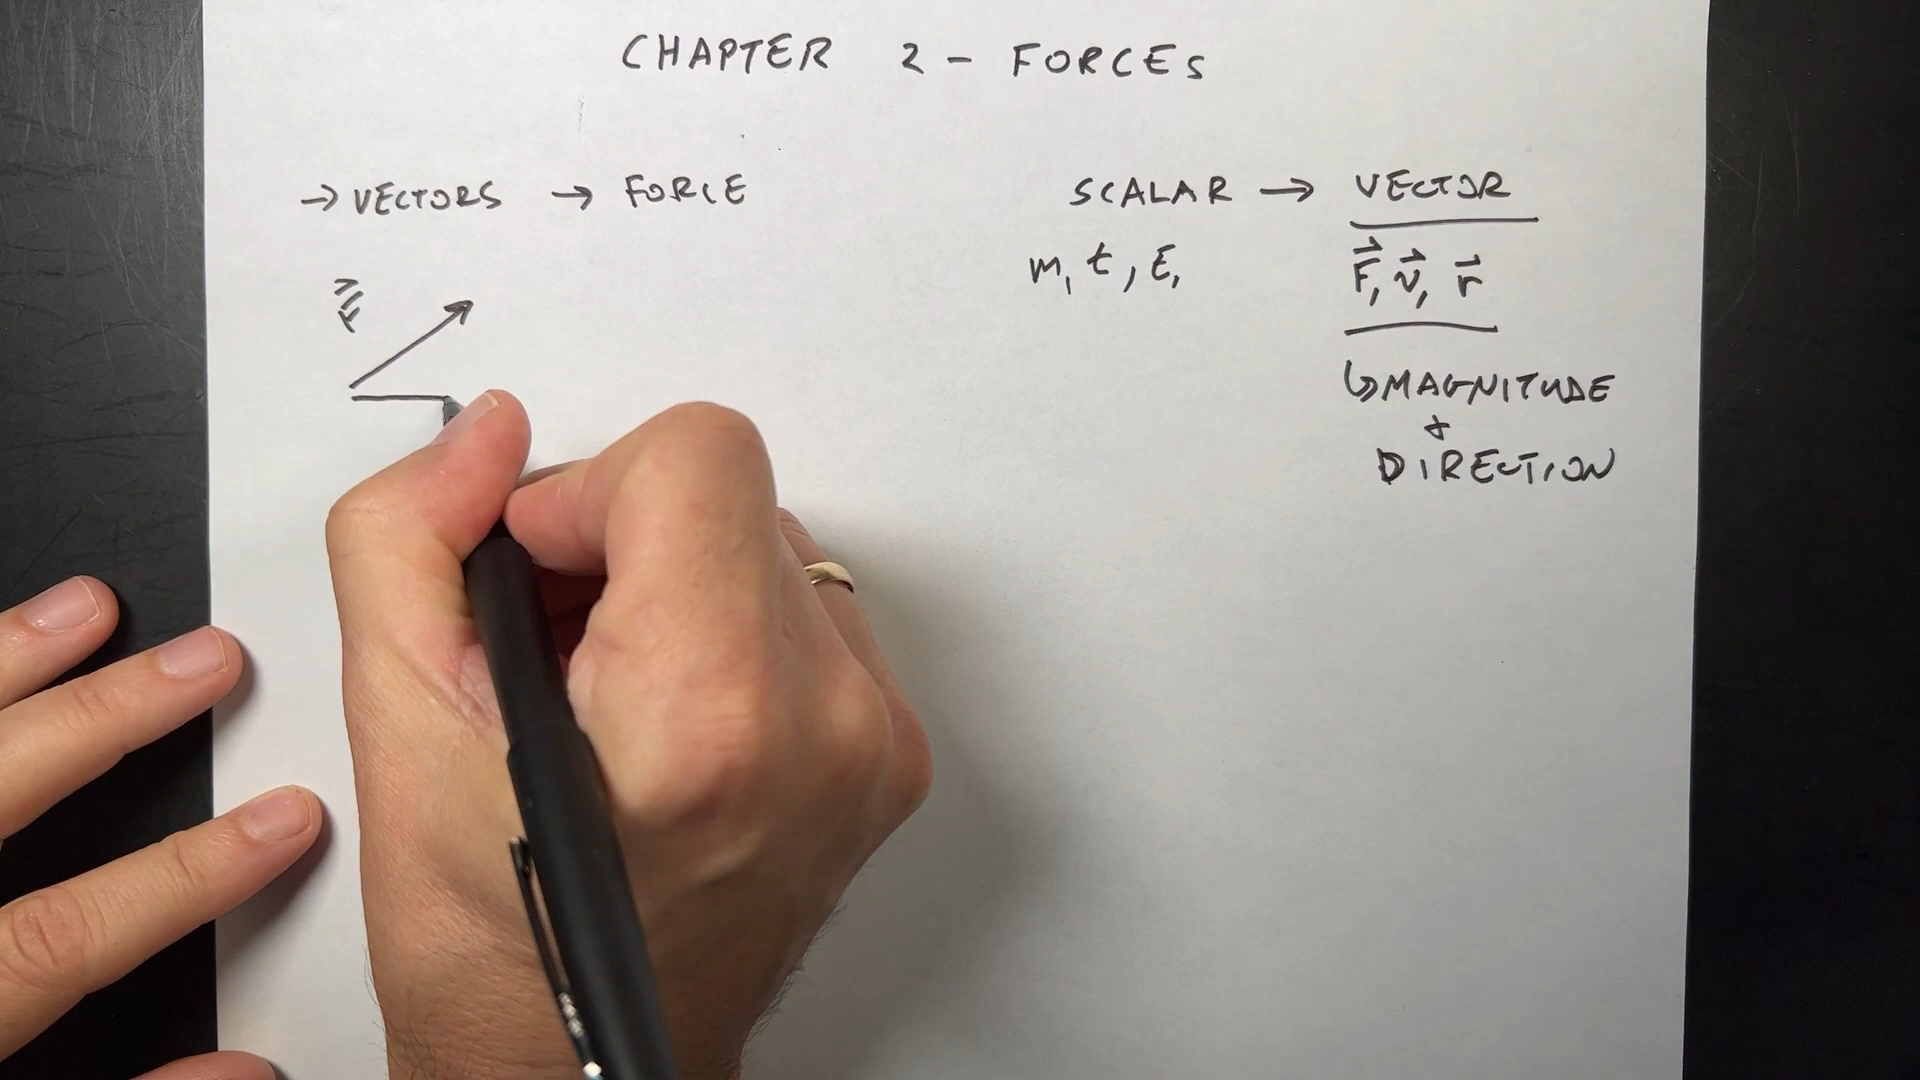 CHAPTER 2 - FORCES
→ VECTORS → FORCE
F⃗
SCALAR → VECTOR
m, t, E,
F⃗, v⃗, r⃗
↳ MAGNITUDE
+
DIRECTION